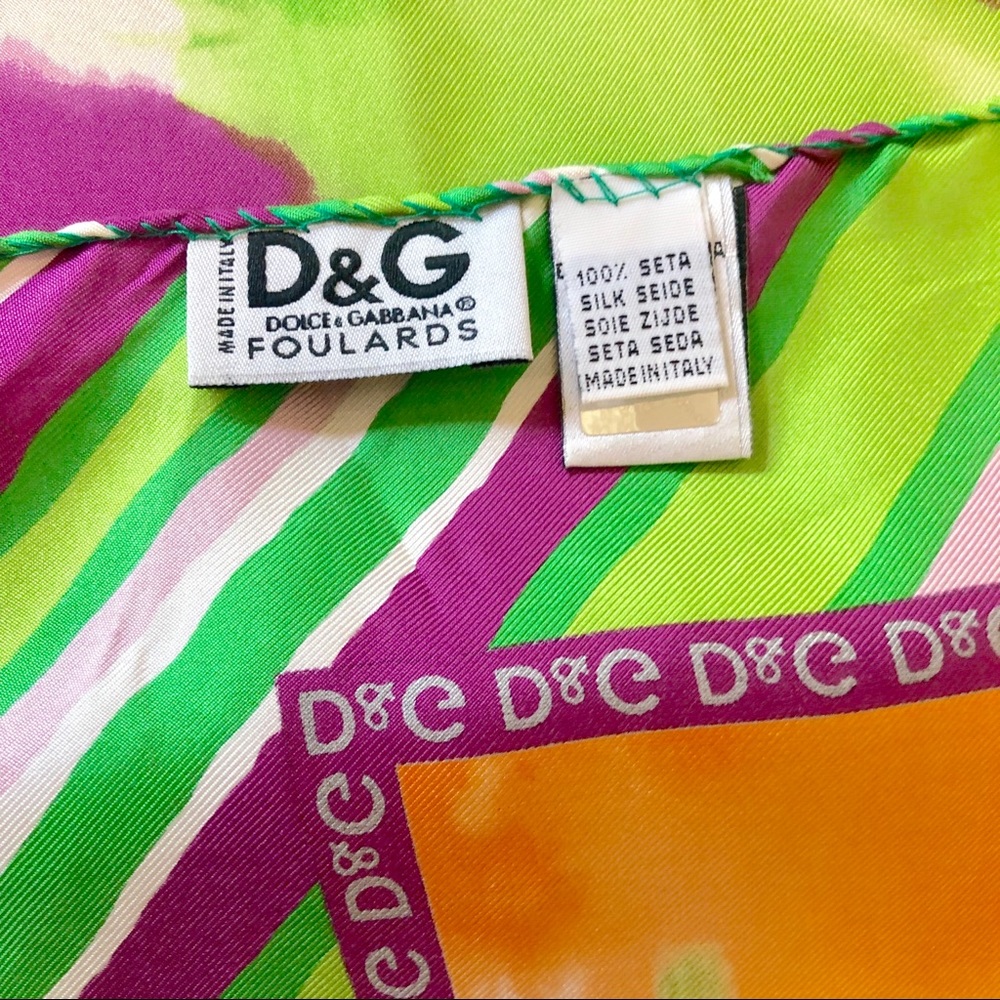 MADE IN ITALY
D&G
DOLCE & GABBANA®
FOULARDS
100% SETA
SILK SEIDE
SOIE ZIJDE
SETA SEDA
MADE IN ITALY
D&G D&G D&G D&G
D&G
D&G